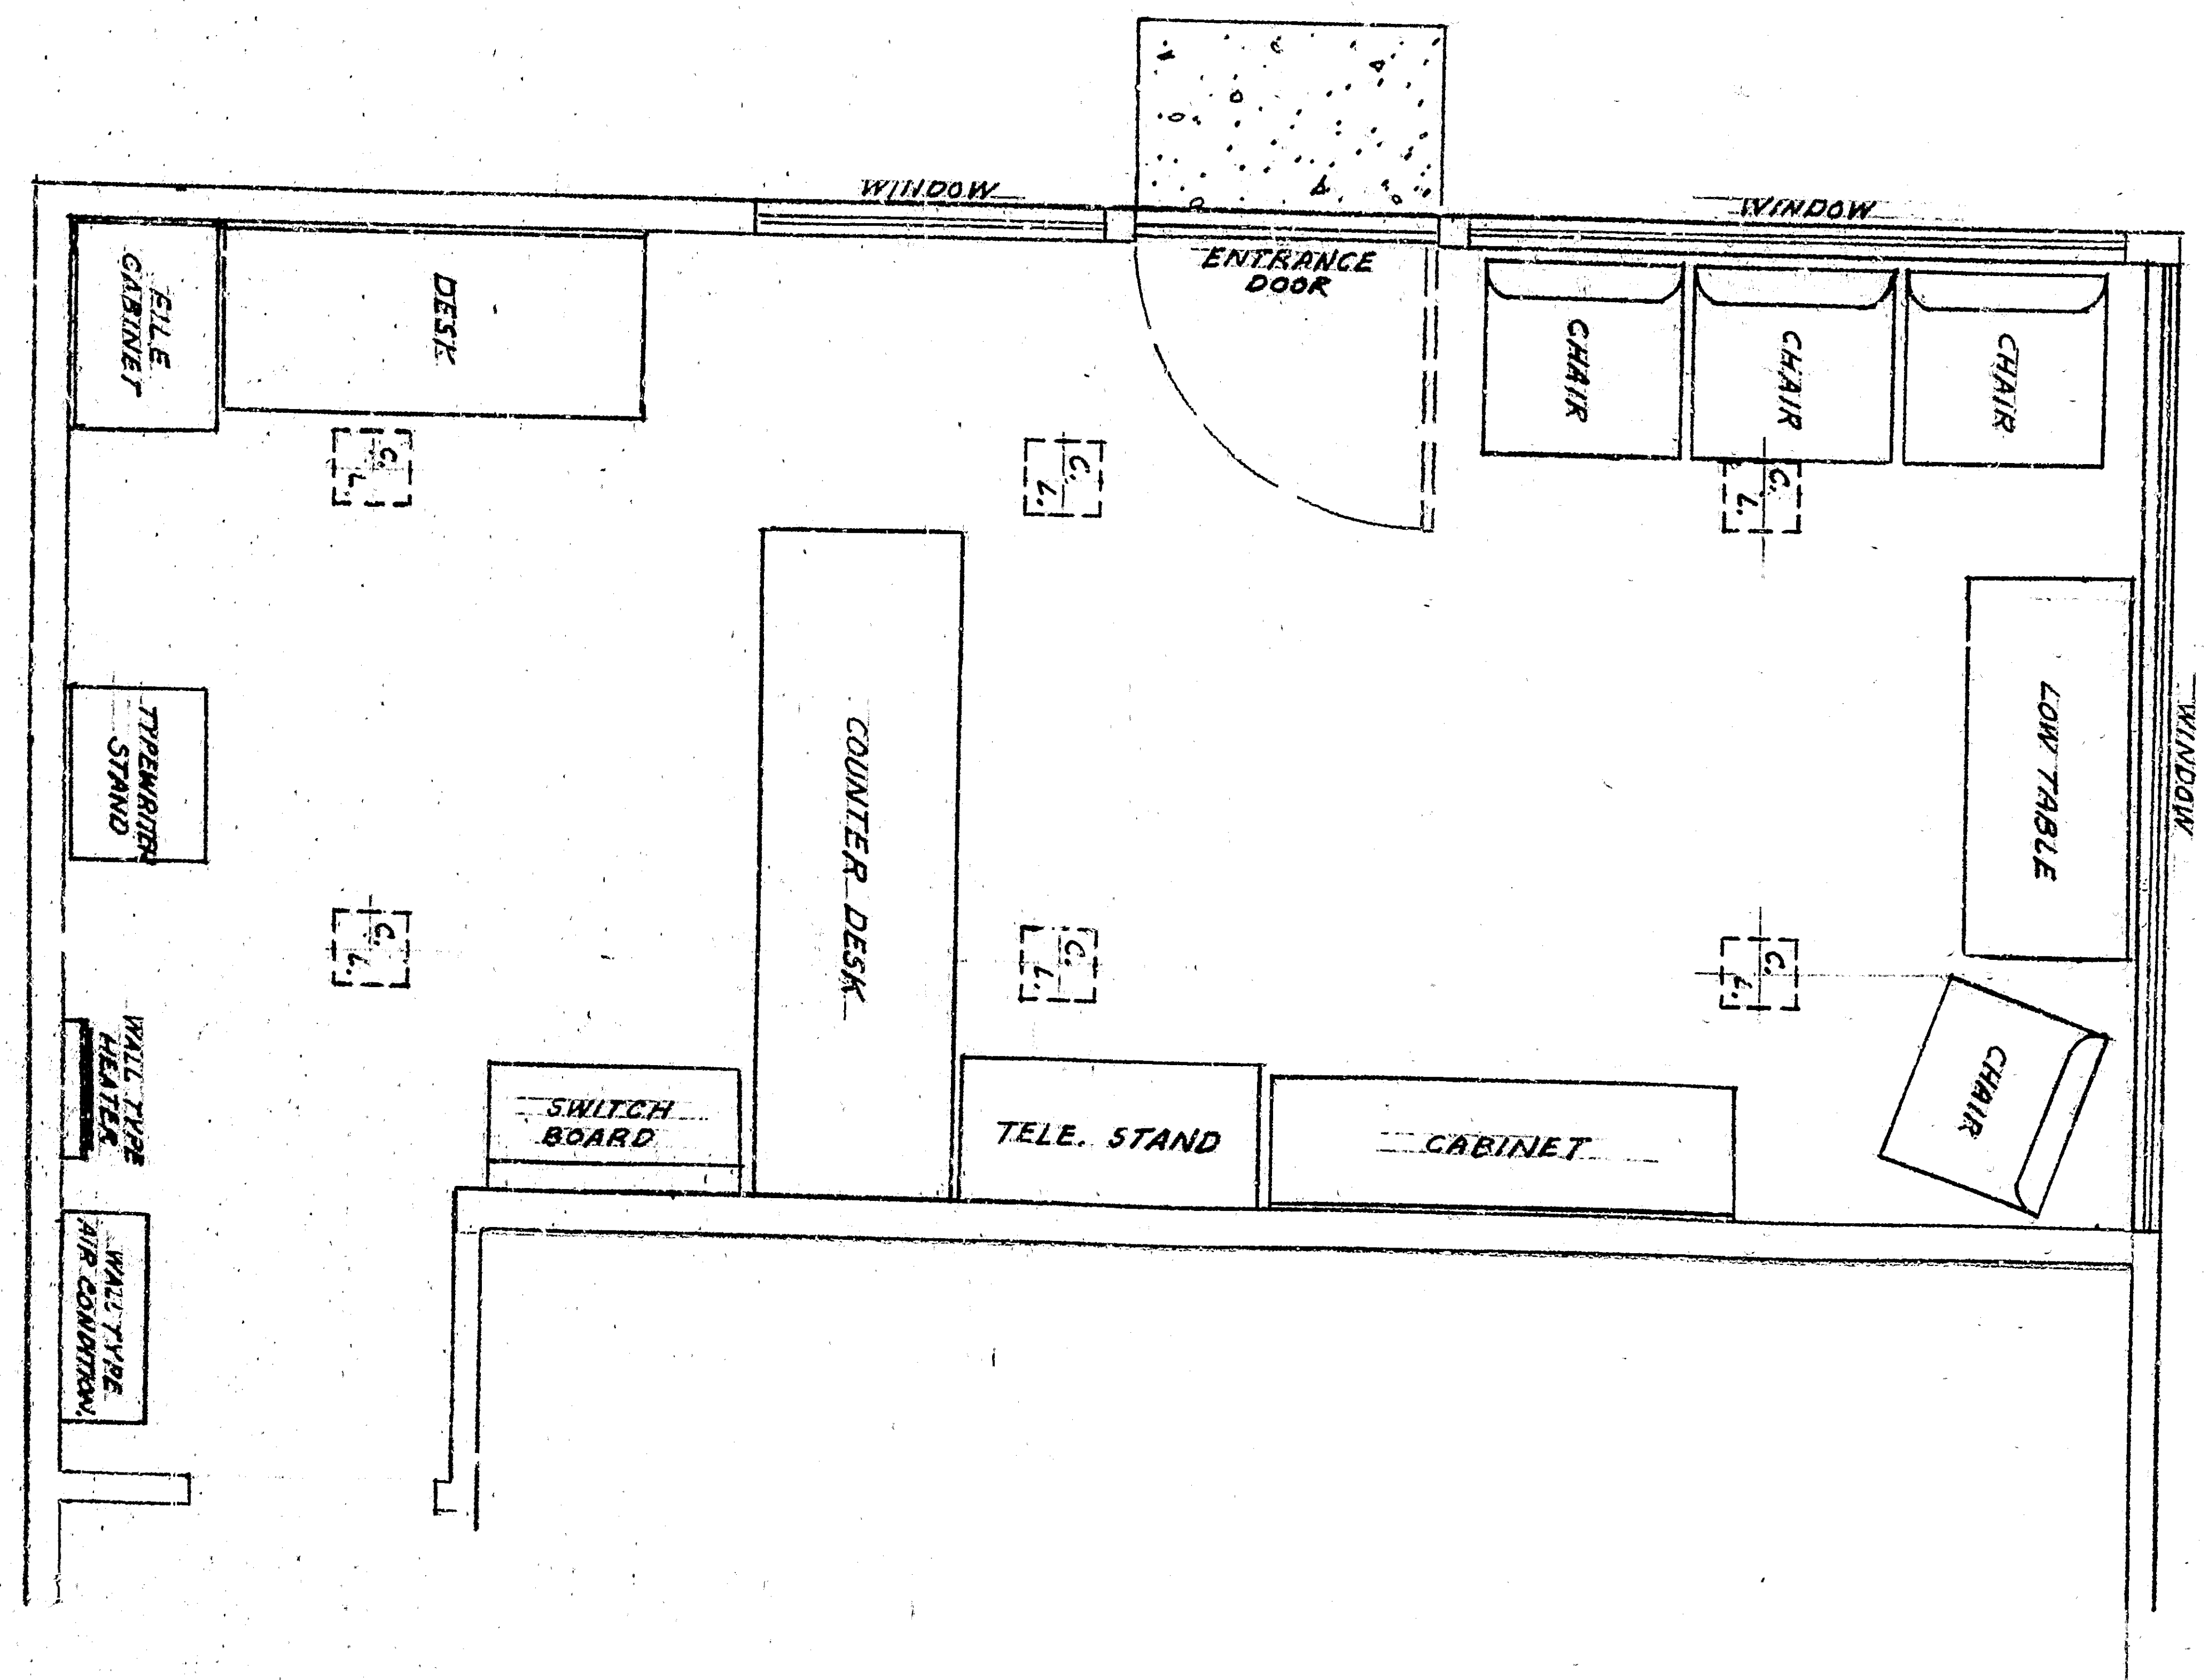 WINDOW
WINDOW
ENTRANCE
DOOR
FILE
CABINET
DESK
CHAIR
CHAIR
CHAIR
C.
L.
C.
L.
C.
L.
TYPEWRITER
STAND
COUNTER DESK
LOW TABLE
WINDOW
C.
L.
C.
L.
C.
L.
WALL TYPE
HEATER
SWITCH
BOARD
TELE. STAND
CABINET
CHAIR
WALL TYPE
AIR CONDITION.